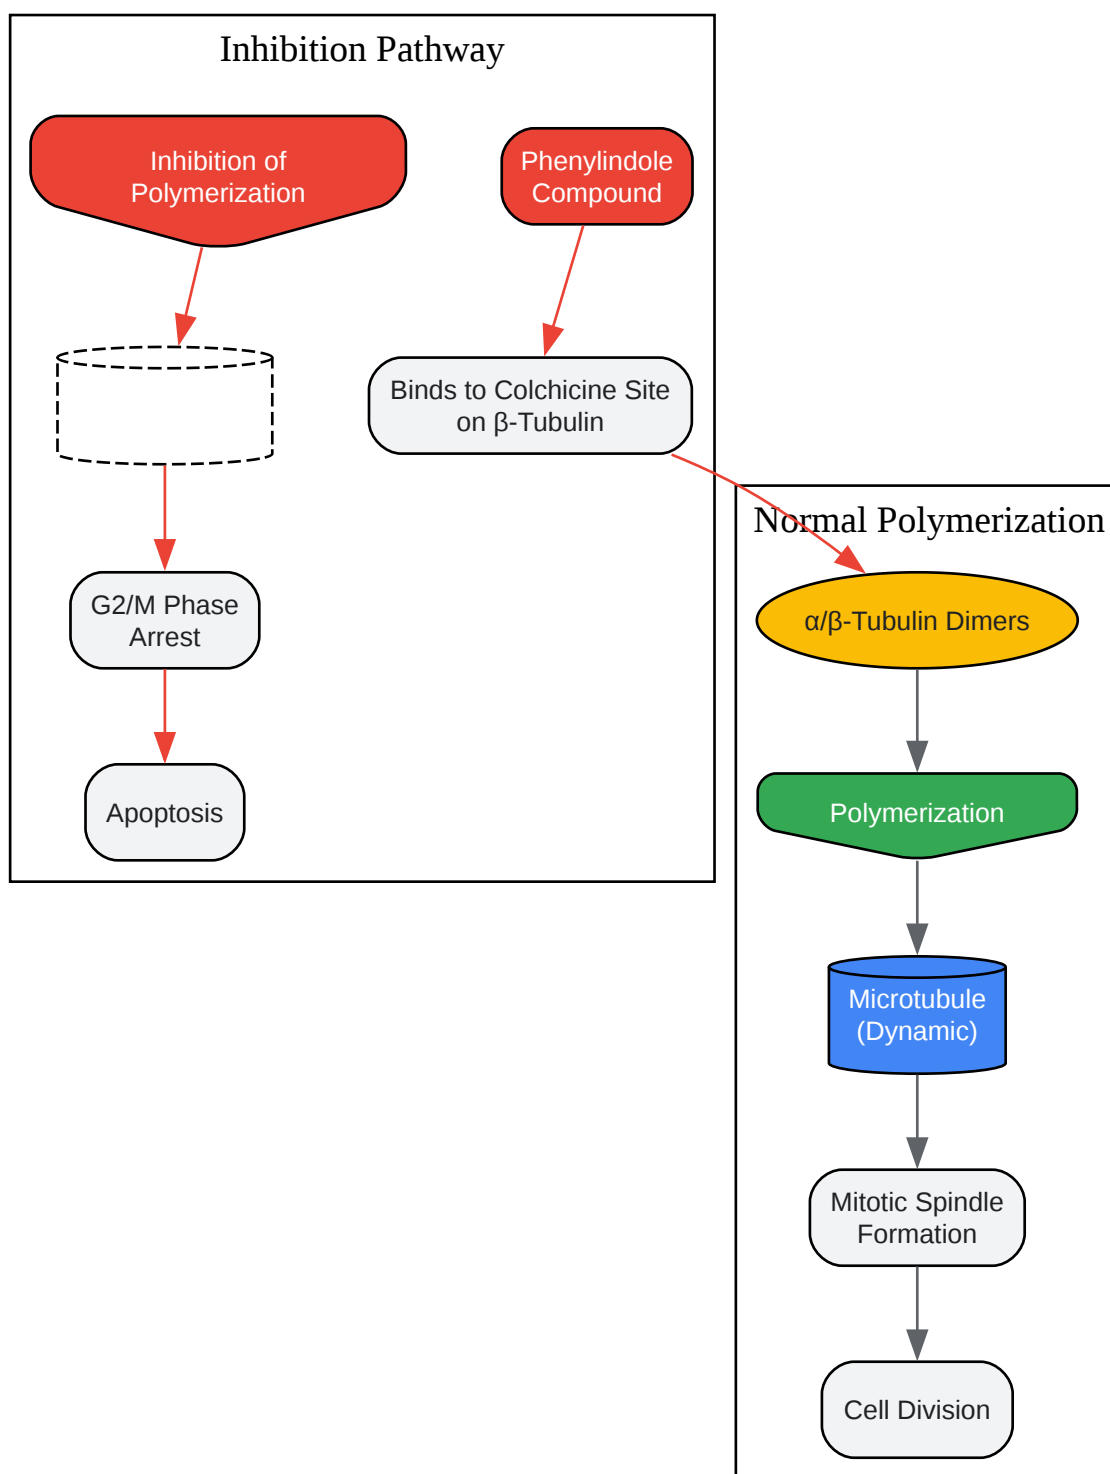 Inhibition Pathway
Inhibition of
Polymerization
Phenylindole
Compound
Binds to Colchicine Site
on β-Tubulin
G2/M Phase
Arrest
Apoptosis
Normal Polymerization
α/β-Tubulin Dimers
Polymerization
Microtubule
(Dynamic)
Mitotic Spindle
Formation
Cell Division